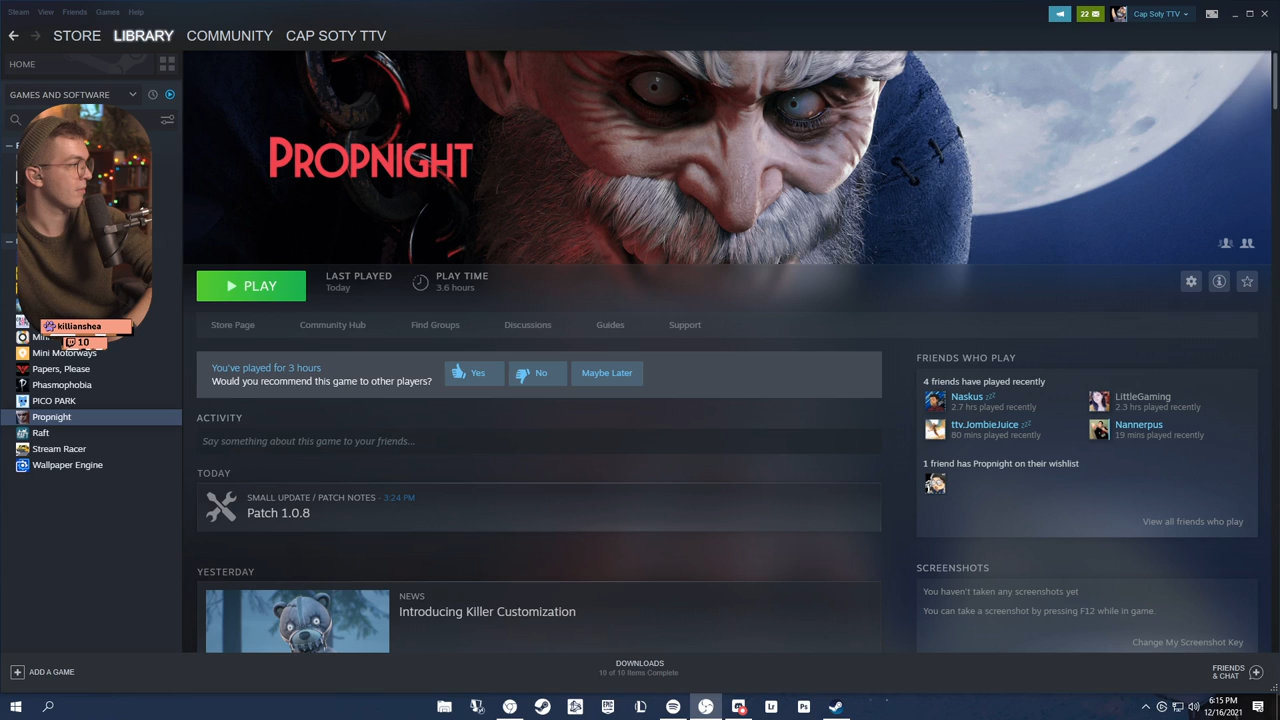 Steam View Friends Games Help
22
Cap Soty TTV
STORE LIBRARY COMMUNITY CAP SOTY TTV
HOME
GAMES AND SOFTWARE
PROPNIGHT
PLAY
LAST PLAYED
Today
PLAY TIME
3.6 hours
Store Page Community Hub Find Groups Discussions Guides Support
killianshea
10
Mini Motorways
Papers, Please
Phasmophobia
PICO PARK
Propnight
Raft
Stream Racer
Wallpaper Engine
You've played for 3 hours
Would you recommend this game to other players?
Yes
No
Maybe Later
ACTIVITY
Say something about this game to your friends...
TODAY
SMALL UPDATE / PATCH NOTES - 3:24 PM
Patch 1.0.8
YESTERDAY
NEWS
Introducing Killer Customization
FRIENDS WHO PLAY
4 friends have played recently
Naskus zzz
2.7 hrs played recently
LittleGaming
2.3 hrs played recently
ttv.JombieJuice zzz
80 mins played recently
Nannerpus
19 mins played recently
1 friend has Propnight on their wishlist
View all friends who play
SCREENSHOTS
You haven't taken any screenshots yet
You can take a screenshot by pressing F12 while in game.
Change My Screenshot Key
ADD A GAME
DOWNLOADS
10 of 10 Items Complete
FRIENDS
& CHAT
6:15 PM
12/16/2021